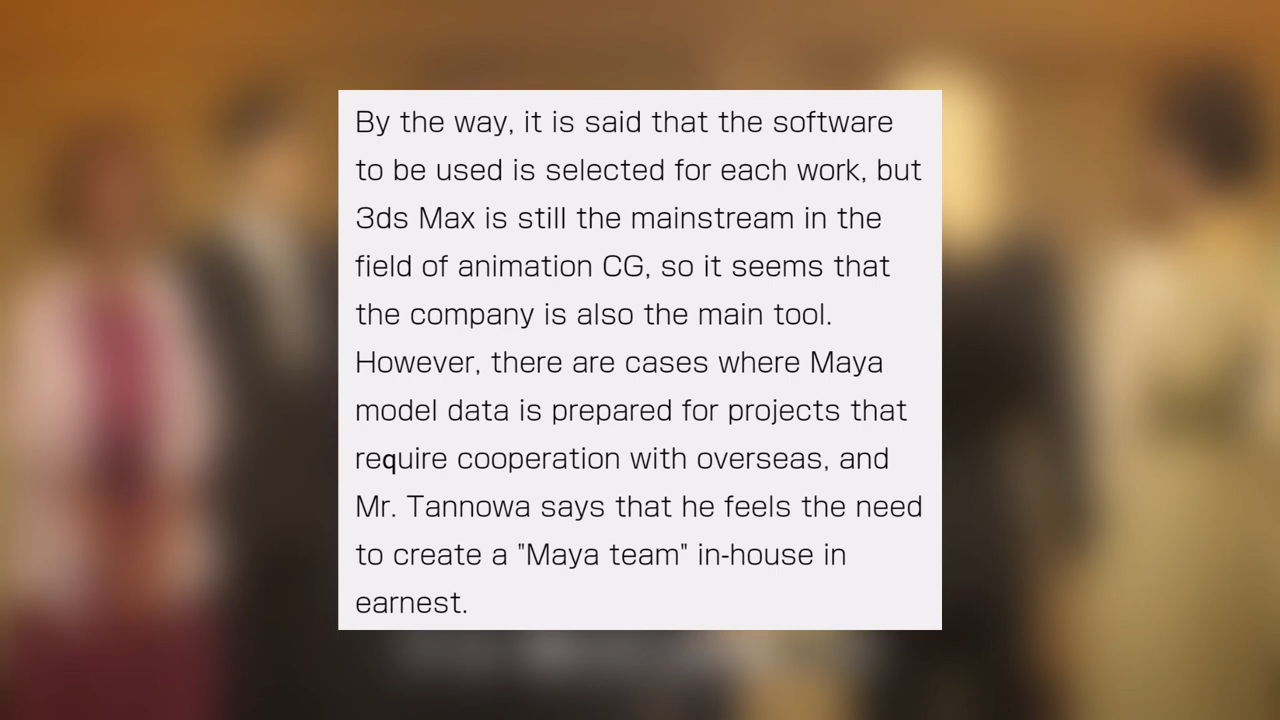 By the way, it is said that the software
to be used is selected for each work, but
3ds Max is still the mainstream in the
field of animation CG, so it seems that
the company is also the main tool.
However, there are cases where Maya
model data is prepared for projects that
require cooperation with overseas, and
Mr. Tannowa says that he feels the need
to create a "Maya team" in-house in
earnest.